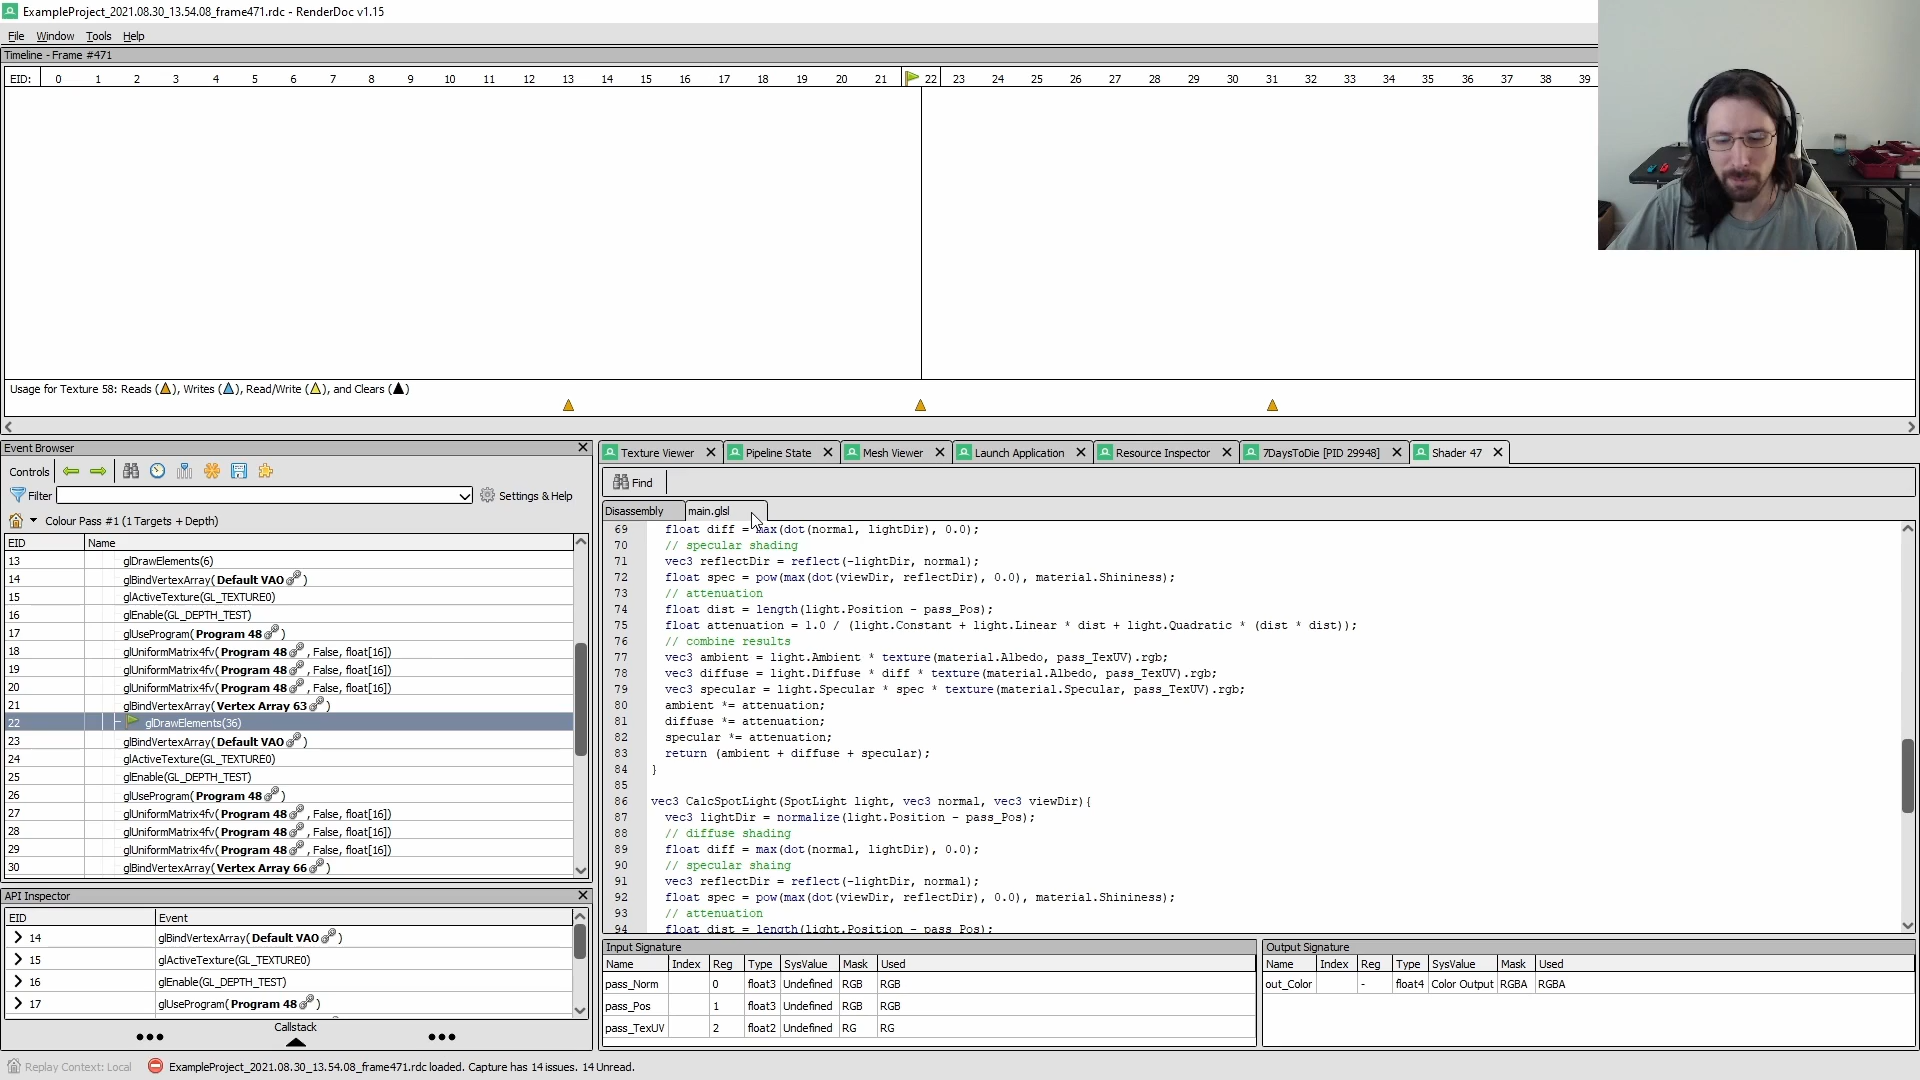 ExampleProject_2021.08.30_13.54.08_frame471.rdc - RenderDoc v1.15
File Window Tools Help
Timeline - Frame #471
EID: 0 1 2 3 4 5 6 7 8 9 10 11 12 13 14 15 16 17 18 19 20 21 22 23 24 25 26 27 28 29 30 31 32 33 34 35 36 37 38 39
Usage for Texture 58: Reads (▲), Writes (▲), Read/Write (▲), and Clears (▲)
Event Browser
Controls
Filter Settings & Help
Colour Pass #1 (1 Targets + Depth)
EID Name
13 glDrawElements(6)
14 glBindVertexArray( Default VAO )
15 glActiveTexture(GL_TEXTURE0)
16 glEnable(GL_DEPTH_TEST)
17 glUseProgram( Program 48 )
18 glUniformMatrix4fv( Program 48 , False, float[16])
19 glUniformMatrix4fv( Program 48 , False, float[16])
20 glUniformMatrix4fv( Program 48 , False, float[16])
21 glBindVertexArray( Vertex Array 63 )
22 glDrawElements(36)
23 glBindVertexArray( Default VAO )
24 glActiveTexture(GL_TEXTURE0)
25 glEnable(GL_DEPTH_TEST)
26 glUseProgram( Program 48 )
27 glUniformMatrix4fv( Program 48 , False, float[16])
28 glUniformMatrix4fv( Program 48 , False, float[16])
29 glUniformMatrix4fv( Program 48 , False, float[16])
30 glBindVertexArray( Vertex Array 66 )
API Inspector
EID Event
14 glBindVertexArray( Default VAO )
15 glActiveTexture(GL_TEXTURE0)
16 glEnable(GL_DEPTH_TEST)
17 glUseProgram( Program 48 )
Callstack
Texture Viewer Pipeline State Mesh Viewer Launch Application Resource Inspector 7DaysToDie [PID 29948] Shader 47
Find
Disassembly main.glsl
69 float diff = max(dot(normal, lightDir), 0.0);
70 // specular shading
71 vec3 reflectDir = reflect(-lightDir, normal);
72 float spec = pow(max(dot(viewDir, reflectDir), 0.0), material.Shininess);
73 // attenuation
74 float dist = length(light.Position - pass_Pos);
75 float attenuation = 1.0 / (light.Constant + light.Linear * dist + light.Quadratic * (dist * dist));
76 // combine results
77 vec3 ambient = light.Ambient * texture(material.Albedo, pass_TexUV).rgb;
78 vec3 diffuse = light.Diffuse * diff * texture(material.Albedo, pass_TexUV).rgb;
79 vec3 specular = light.Specular * spec * texture(material.Specular, pass_TexUV).rgb;
80 ambient *= attenuation;
81 diffuse *= attenuation;
82 specular *= attenuation;
83 return (ambient + diffuse + specular);
84 }
85
86 vec3 CalcSpotLight(SpotLight light, vec3 normal, vec3 viewDir){
87 vec3 lightDir = normalize(light.Position - pass_Pos);
88 // diffuse shading
89 float diff = max(dot(normal, lightDir), 0.0);
90 // specular shaing
91 vec3 reflectDir = reflect(-lightDir, normal);
92 float spec = pow(max(dot(viewDir, reflectDir), 0.0), material.Shininess);
93 // attenuation
94 float dist = length(light.Position - pass_Pos);
Input Signature
Name Index Reg Type SysValue Mask Used
pass_Norm 0 float3 Undefined RGB RGB
pass_Pos 1 float3 Undefined RGB RGB
pass_TexUV 2 float2 Undefined RG RG
Output Signature
Name Index Reg Type SysValue Mask Used
out_Color - float4 Color Output RGBA RGBA
Replay Context: Local ExampleProject_2021.08.30_13.54.08_frame471.rdc loaded. Capture has 14 issues. 14 Unread.